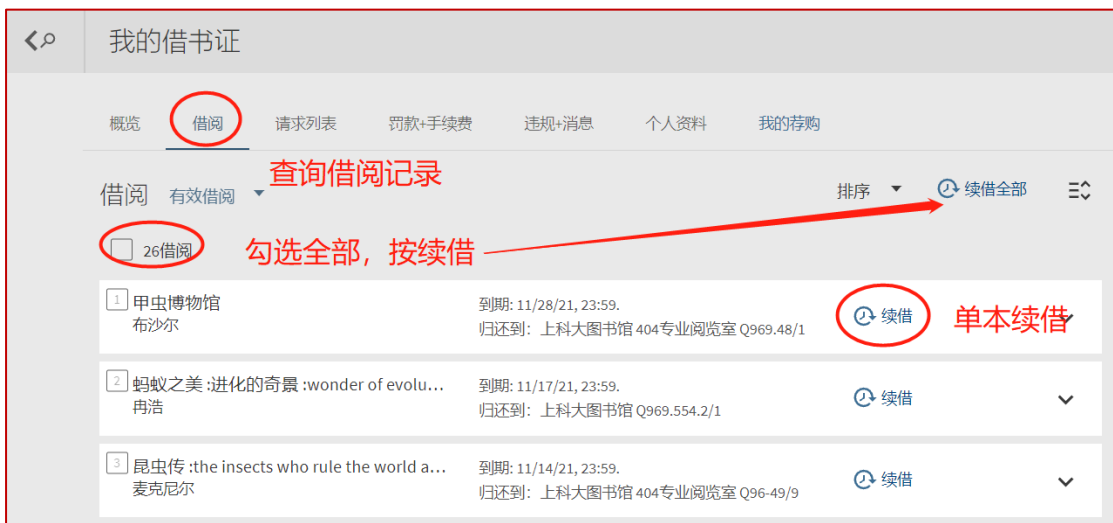 我的借书证
概览 借阅 请求列表 罚款+手续费 违规+消息 个人资料 我的荐购
查询借阅记录
借阅 有效借阅 排序 续借全部
26借阅 勾选全部，按续借
1 甲虫博物馆
布沙尔
到期: 11/28/21, 23:59.
归还到：上科大图书馆 404专业阅览室 Q969.48/1
续借 单本续借
2 蚂蚁之美 :进化的奇景 :wonder of evolu...
冉浩
到期: 11/17/21, 23:59.
归还到：上科大图书馆 Q969.554.2/1
续借
3 昆虫传 :the insects who rule the world a...
麦克尼尔
到期: 11/14/21, 23:59.
归还到：上科大图书馆 404专业阅览室 Q96-49/9
续借